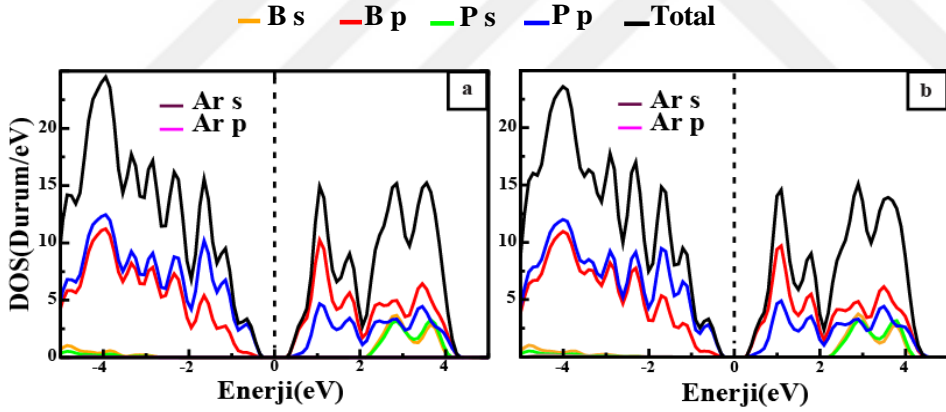 B s B p P s P p Total
a
Ar s
Ar p
b
Ar s
Ar p
DOS(Durum/eV)
20
15
10
5
0
-4 -2 0 2 4
Enerji(eV)
20
15
10
5
0
-4 -2 0 2 4
Enerji(eV)